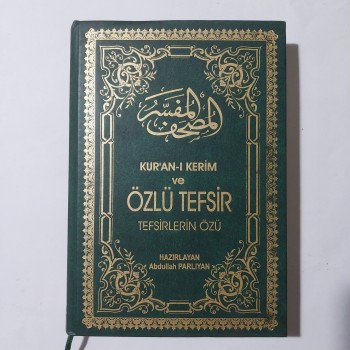 المصحف المفسر
KUR'AN-I KERİM
ve
ÖZLÜ TEFSİR
TEFSİRLERİN ÖZÜ
HAZIRLAYAN
Abdullah PARLIYAN